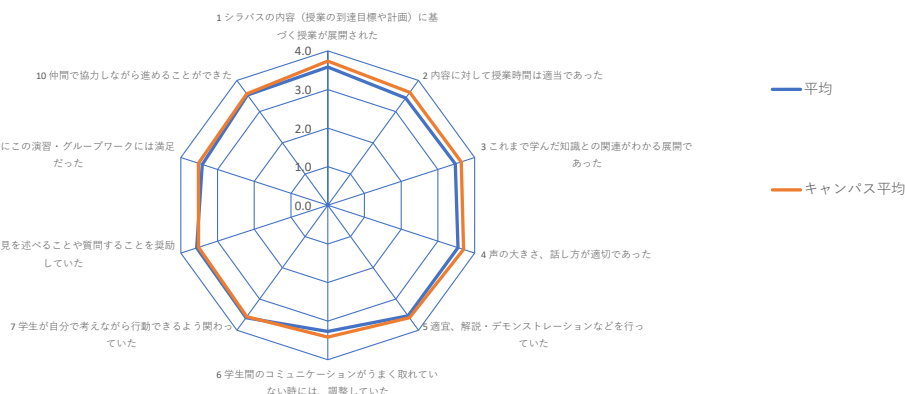 1 シラバスの内容（授業の到達目標や計画）に基
づく授業が展開された
4.0
3.0
2.0
1.0
0.0
2 内容に対して授業時間は適当であった
3 これまで学んだ知識との関連がわかる展開で
あった
4 声の大きさ、話し方が適切であった
5 適宜、解説・デモンストレーションなどを行っ
ていた
6 学生間のコミュニケーションがうまく取れてい
ない時には、調整していた
7 学生が自分で考えながら行動できるよう関わっ
ていた
見を述べることや質問することを奨励
していた
にこの演習・グループワークには満足
だった
10 仲間で協力しながら進めることができた
平均
キャンパス平均